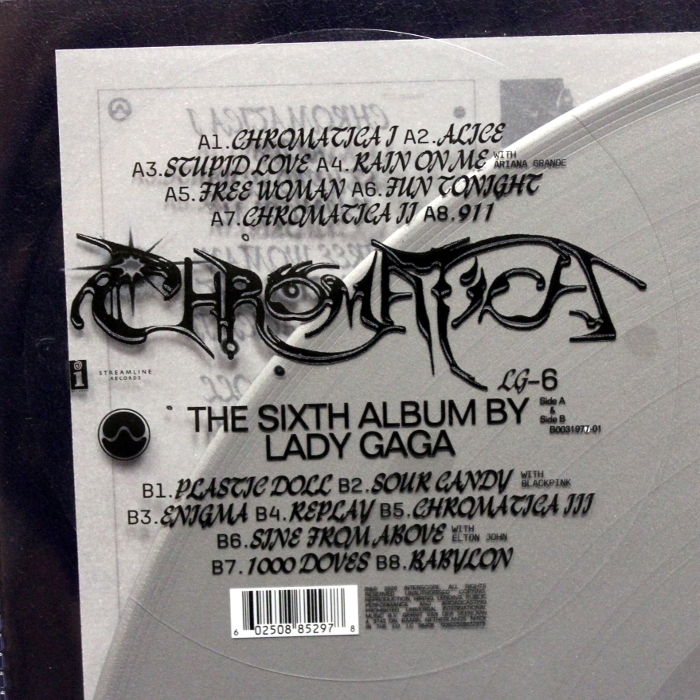 A1.CHROMATICA I A2.ALICE
A3.STUPID LOVE A4.RAIN ON ME WITH ARIANA GRANDE
A5.FREE WOMAN A6.FUN TONIGHT
A7.CHROMATICA II A8.911
CHROMATICA
i
STREAMLINE
RECORDS
LG-6
THE SIXTH ALBUM BY
LADY GAGA
Side A
&
Side B
B1.PLASTIC DOLL B2.SOUR CANDY WITH BLACKPINK
B3.ENIGMA B4.REPLAY B5.CHROMATICA III
B6.SINE FROM ABOVE WITH ELTON JOHN
B7.1000 DOVES B8.BABYLON
6 02508 85297 8